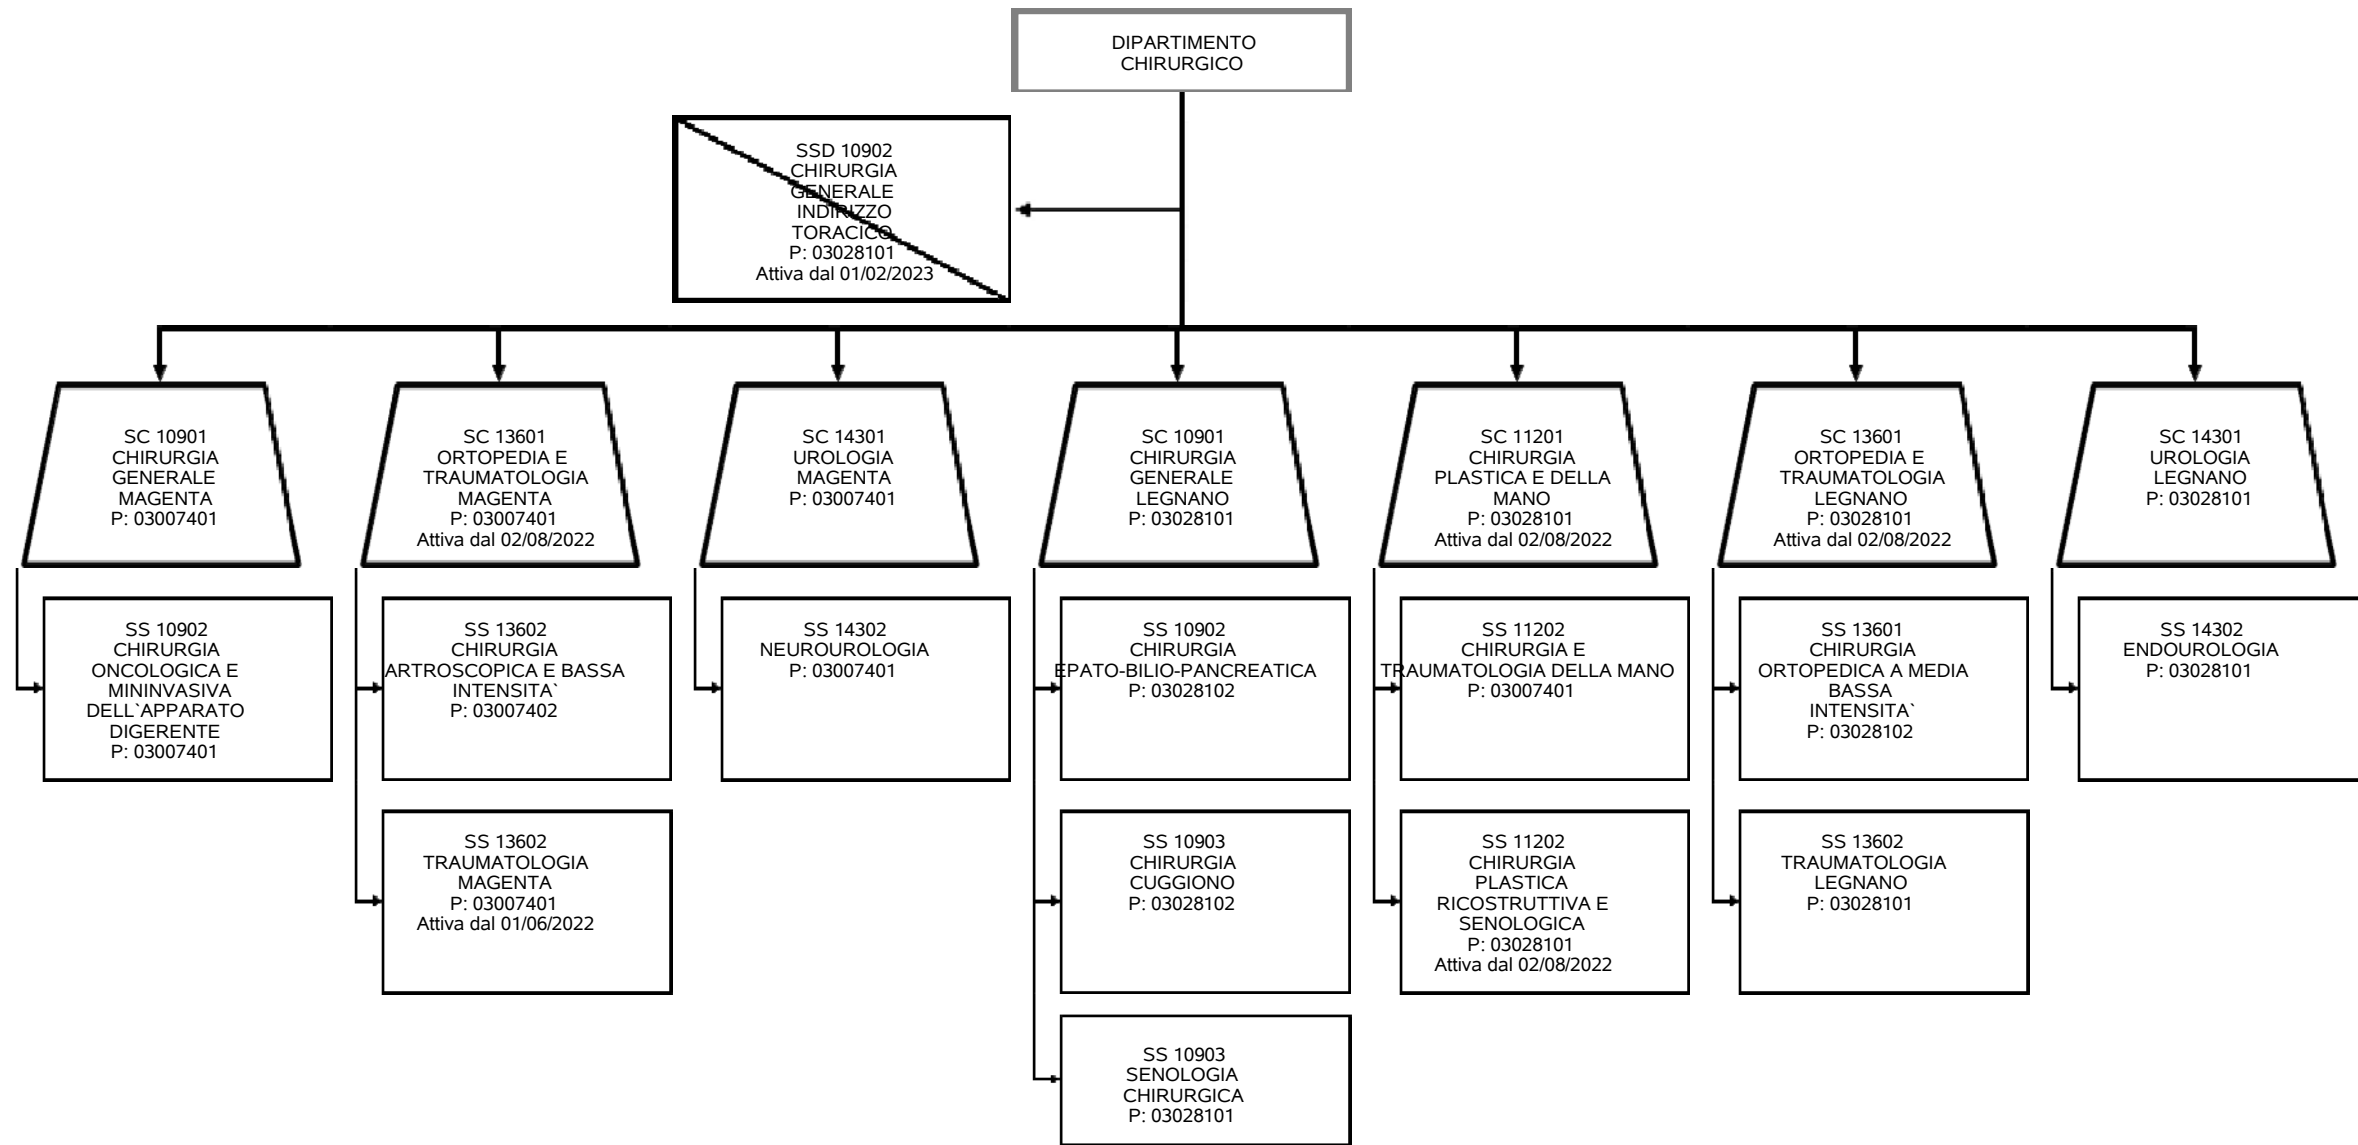 DIPARTIMENTO
CHIRURGICO
SSD 10902
CHIRURGIA
GENERALE
INDIRIZZO
TORACICO
P: 03028101
Attiva dal 01/02/2023
SC 10901
CHIRURGIA
GENERALE
MAGENTA
P: 03007401
SC 13601
ORTOPEDIA E
TRAUMATOLOGIA
MAGENTA
P: 03007401
Attiva dal 02/08/2022
SC 14301
UROLOGIA
MAGENTA
P: 03007401
SC 10901
CHIRURGIA
GENERALE
LEGNANO
P: 03028101
SC 11201
CHIRURGIA
PLASTICA E DELLA
MANO
P: 03028101
Attiva dal 02/08/2022
SC 13601
ORTOPEDIA E
TRAUMATOLOGIA
LEGNANO
P: 03028101
Attiva dal 02/08/2022
SC 14301
UROLOGIA
LEGNANO
P: 03028101
SS 10902
CHIRURGIA
ONCOLOGICA E
MININVASIVA
DELL`APPARATO
DIGERENTE
P: 03007401
SS 13602
CHIRURGIA
ARTROSCOPICA E BASSA
INTENSITA`
P: 03007402
SS 14302
NEUROUROLOGIA
P: 03007401
SS 10902
CHIRURGIA
EPATO-BILIO-PANCREATICA
P: 03028102
SS 11202
CHIRURGIA E
TRAUMATOLOGIA DELLA MANO
P: 03007401
SS 13601
CHIRURGIA
ORTOPEDICA A MEDIA
BASSA
INTENSITA`
P: 03028102
SS 14302
ENDOUROLOGIA
P: 03028101
SS 13602
TRAUMATOLOGIA
MAGENTA
P: 03007401
Attiva dal 01/06/2022
SS 10903
CHIRURGIA
CUGGIONO
P: 03028102
SS 11202
CHIRURGIA
PLASTICA
RICOSTRUTTIVA E
SENOLOGICA
P: 03028101
Attiva dal 02/08/2022
SS 13602
TRAUMATOLOGIA
LEGNANO
P: 03028101
SS 10903
SENOLOGIA
CHIRURGICA
P: 03028101